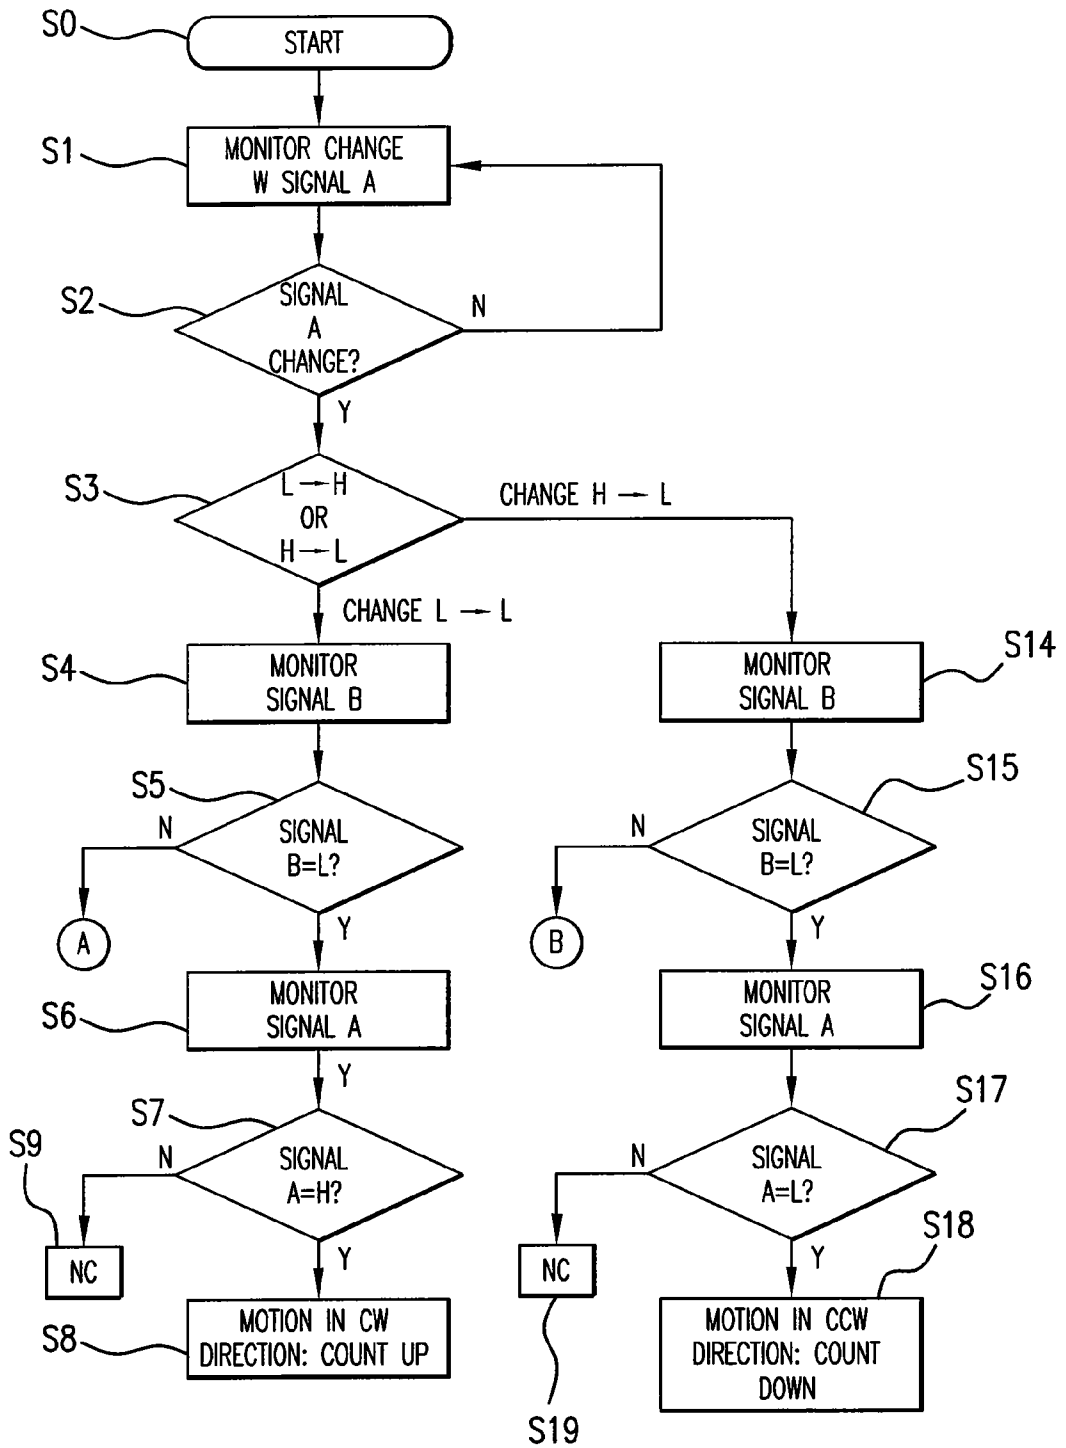 S0
START
S1
MONITOR CHANGE
W SIGNAL A
S2
SIGNAL
A
CHANGE?
N
Y
S3
L → H
OR
H → L
CHANGE H → L
CHANGE L → L
S4
MONITOR
SIGNAL B
MONITOR
SIGNAL B
S14
S5
N
SIGNAL
B=L?
Y
A
S15
N
SIGNAL
B=L?
Y
B
S6
MONITOR
SIGNAL A
Y
MONITOR
SIGNAL A
S16
S7
N
SIGNAL
A=H?
Y
S9
NC
S17
N
SIGNAL
A=L?
Y
NC
S19
S8
MOTION IN CW
DIRECTION: COUNT UP
S18
MOTION IN CCW
DIRECTION: COUNT
DOWN